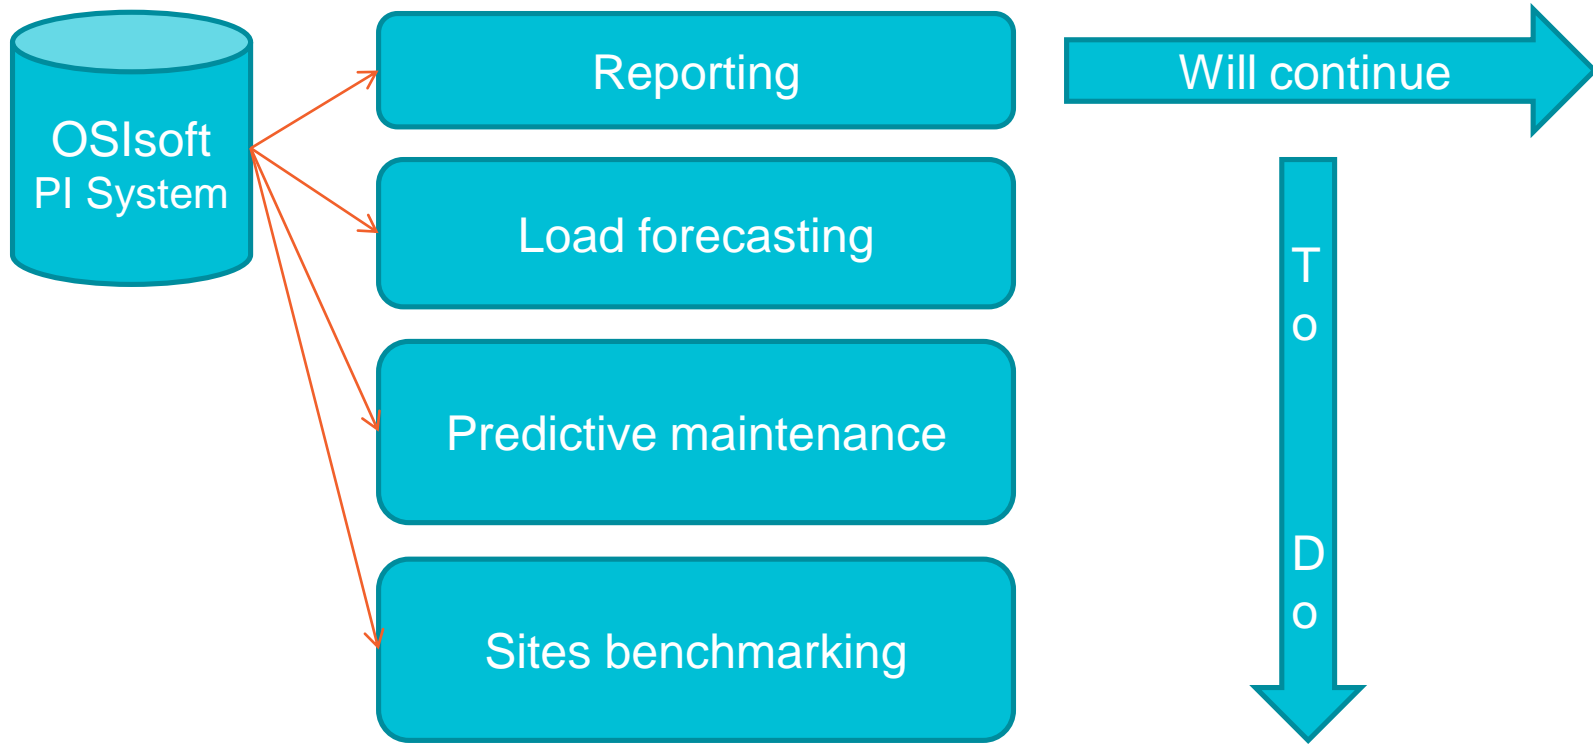 OSIsoft
PI System
Reporting
Will continue
Load forecasting
Predictive maintenance
Sites benchmarking
T
o
D
o